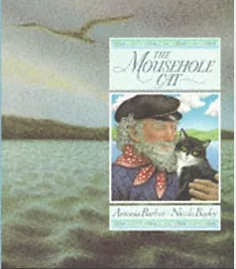 THE
MOUSEHOLE
CAT
Antonia Barber · Nicola Bayley